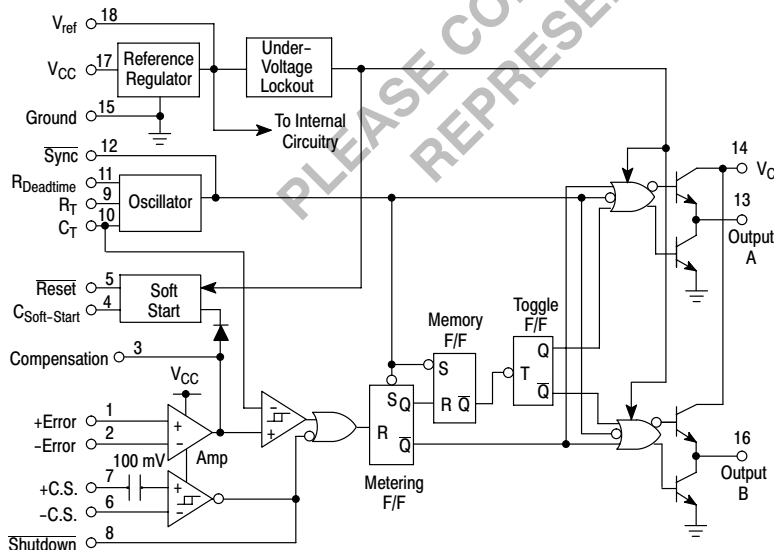 PLEASE CO
REPRESE
Vref 18
VCC 17
Reference
Regulator
Under-
Voltage
Lockout
Ground 15
To Internal
Circuitry
Sync 12
RDeadtime 11
RT 9
CT 10
Oscillator
14 VC
13
Output
A
Reset 5
CSoft-Start 4
Soft
Start
Compensation 3
Memory
F/F
Toggle
F/F
VCC
S
R Q
T
Q
Q
S Q
R
Q
Metering
F/F
+Error 1
-Error 2
+
-
-
+
Amp
100 mV
+C.S. 7
-C.S. 6
+
-
Shutdown 8
16
Output
B